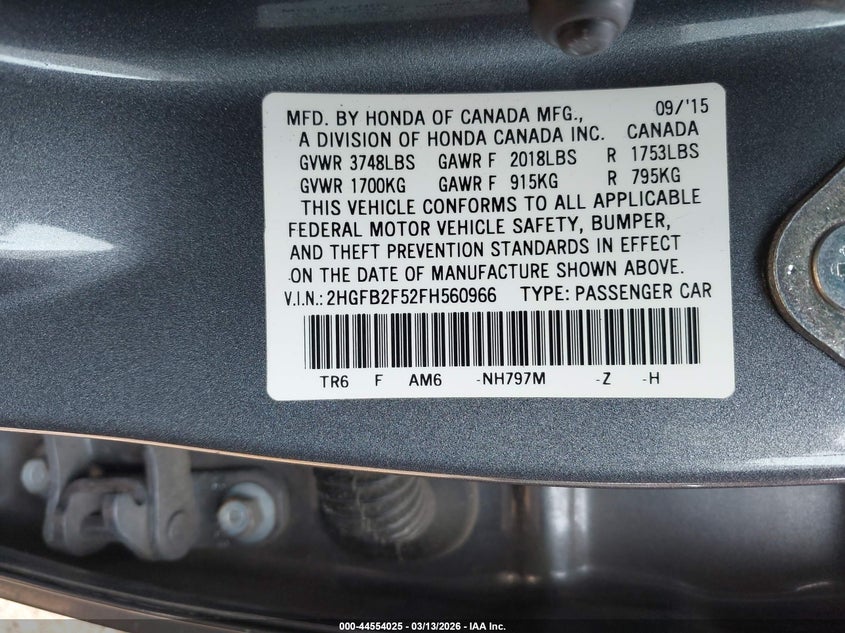 MFD. BY HONDA OF CANADA MFG., 09/'15
A DIVISION OF HONDA CANADA INC. CANADA
GVWR 3748LBS GAWR F 2018LBS R 1753LBS
GVWR 1700KG GAWR F 915KG R 795KG
THIS VEHICLE CONFORMS TO ALL APPLICABLE
FEDERAL MOTOR VEHICLE SAFETY, BUMPER,
AND THEFT PREVENTION STANDARDS IN EFFECT
ON THE DATE OF MANUFACTURE SHOWN ABOVE.
V.I.N.: 2HGFB2F52FH560966 TYPE: PASSENGER CAR
TR6 F AM6 -NH797M -Z -H
000-44554025 - 03/13/2026 - IAA Inc.